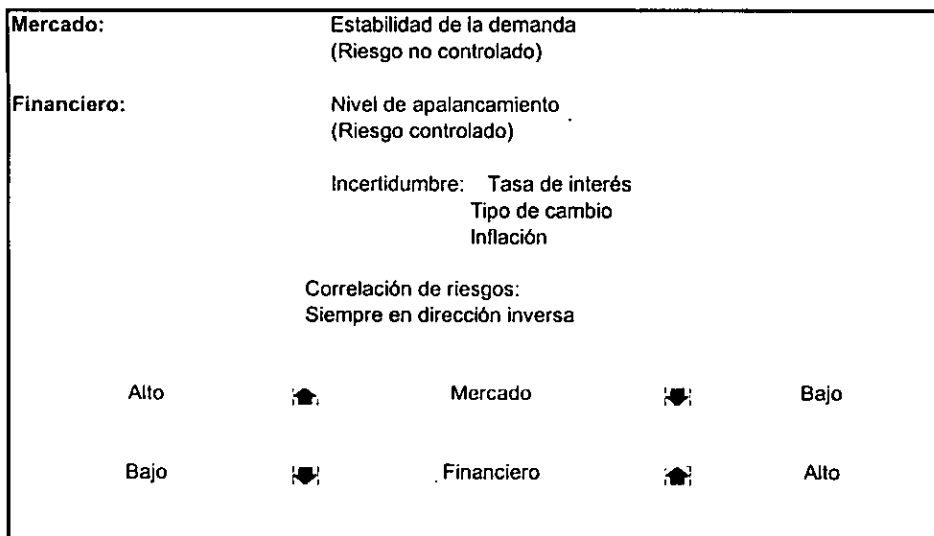 Mercado: Estabilidad de la demanda
(Riesgo no controlado)
Financiero: Nivel de apalancamiento
(Riesgo controlado)
Incertidumbre: Tasa de interés
Tipo de cambio
Inflación
Correlación de riesgos:
Siempre en dirección inversa
Alto Mercado Bajo
Bajo Financiero Alto